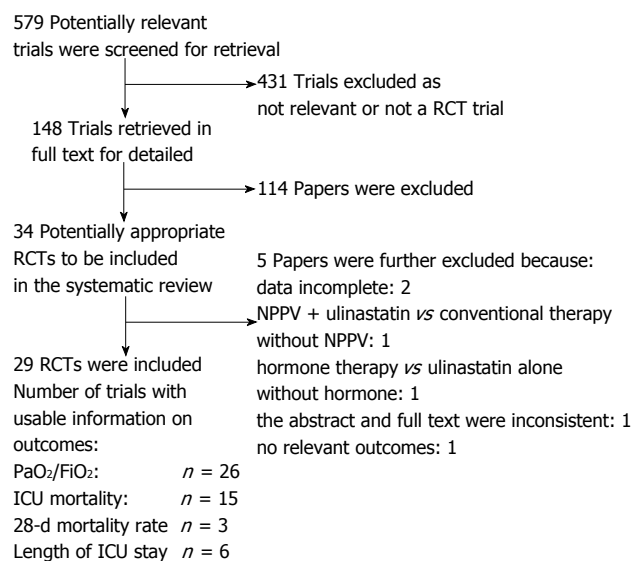 579 Potentially relevant
trials were screened for retrieval
431 Trials excluded as
not relevant or not a RCT trial
148 Trials retrieved in
full text for detailed
114 Papers were excluded
34 Potentially appropriate
RCTs to be included
in the systematic review
5 Papers were further excluded because:
data incomplete: 2
NPPV + ulinastatin vs conventional therapy
without NPPV: 1
hormone therapy vs ulinastatin alone
without hormone: 1
the abstract and full text were inconsistent: 1
no relevant outcomes: 1
29 RCTs were included
Number of trials with
usable information on
outcomes:
PaO₂/FiO₂: n = 26
ICU mortality: n = 15
28-d mortality rate n = 3
Length of ICU stay n = 6